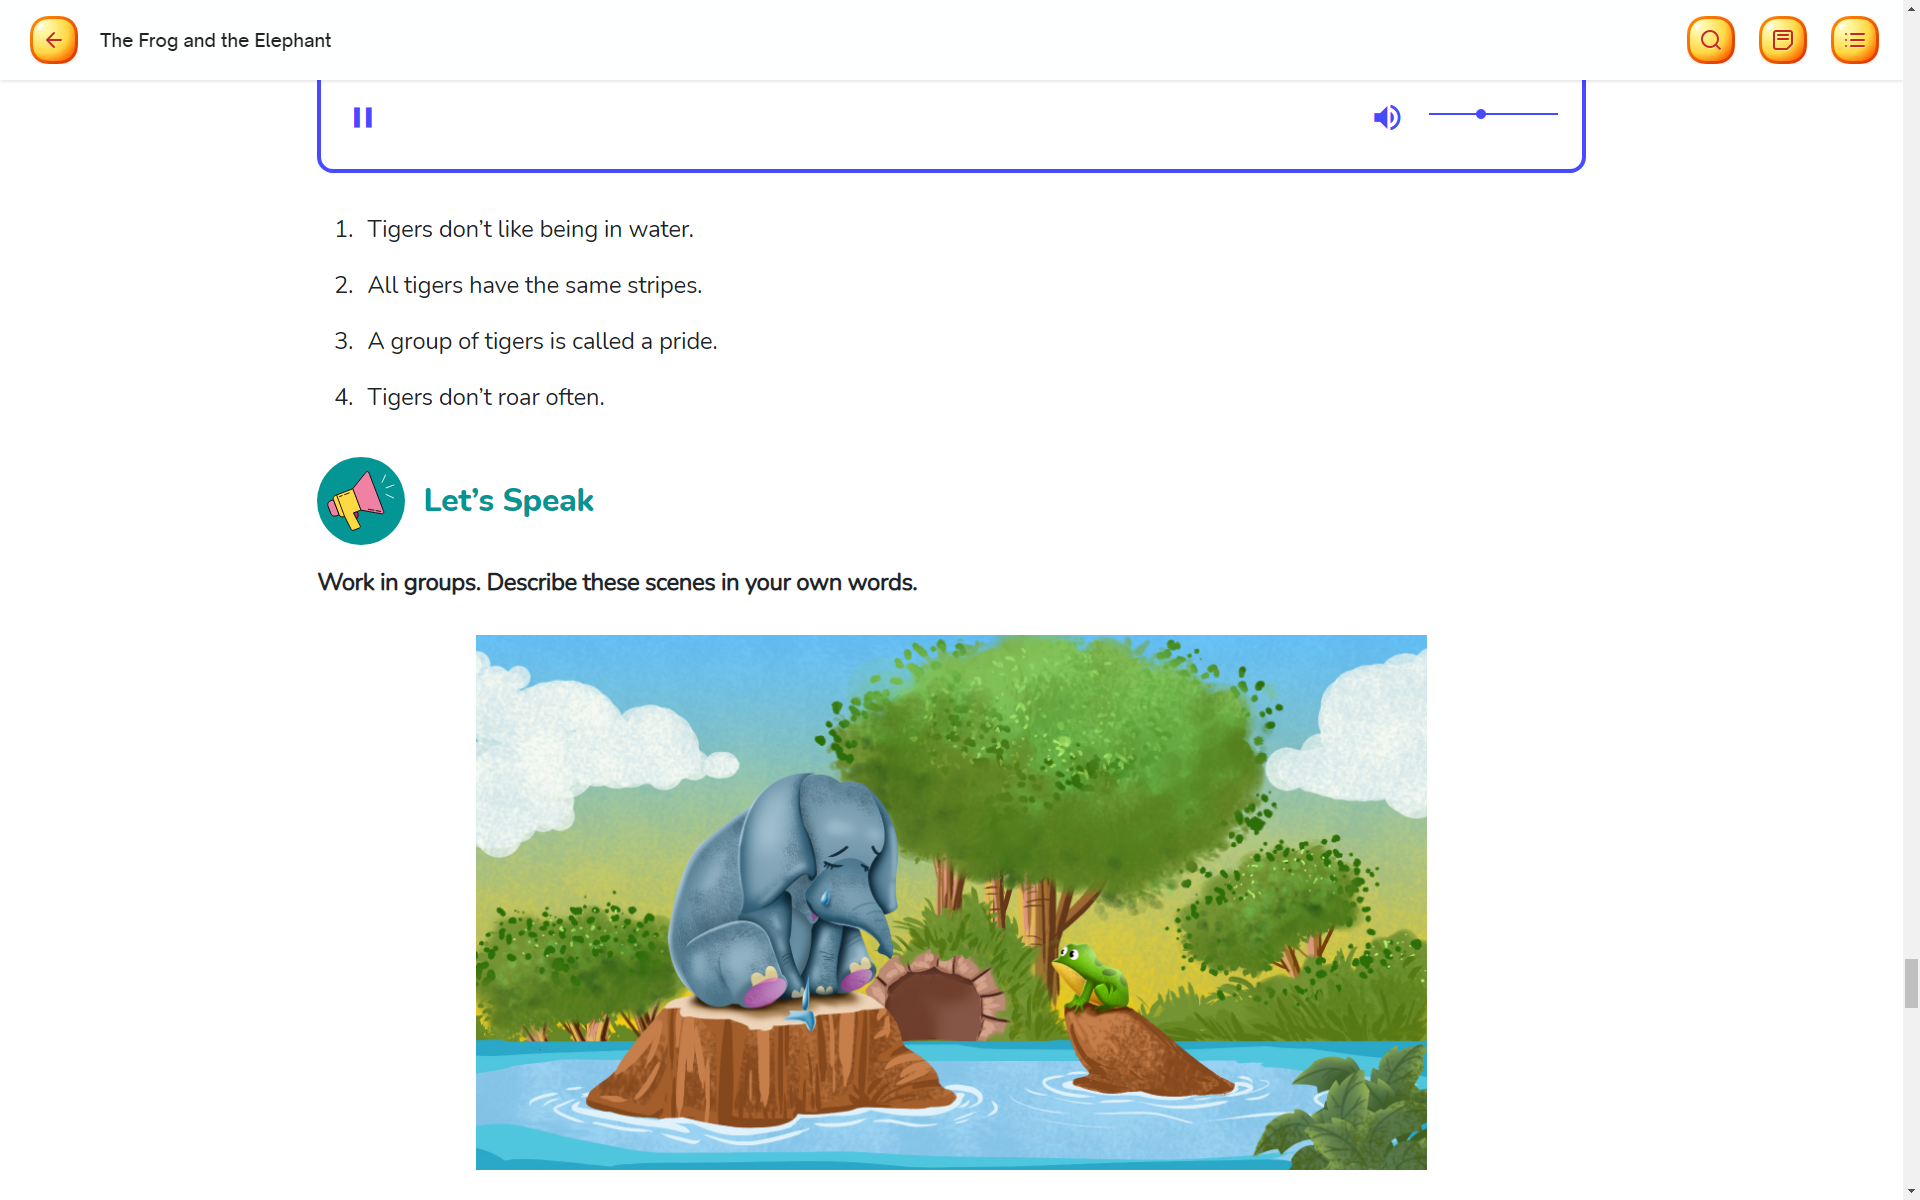 The Frog and the Elephant
1. Tigers don’t like being in water.
2. All tigers have the same stripes.
3. A group of tigers is called a pride.
4. Tigers don’t roar often.
Let’s Speak
Work in groups. Describe these scenes in your own words.